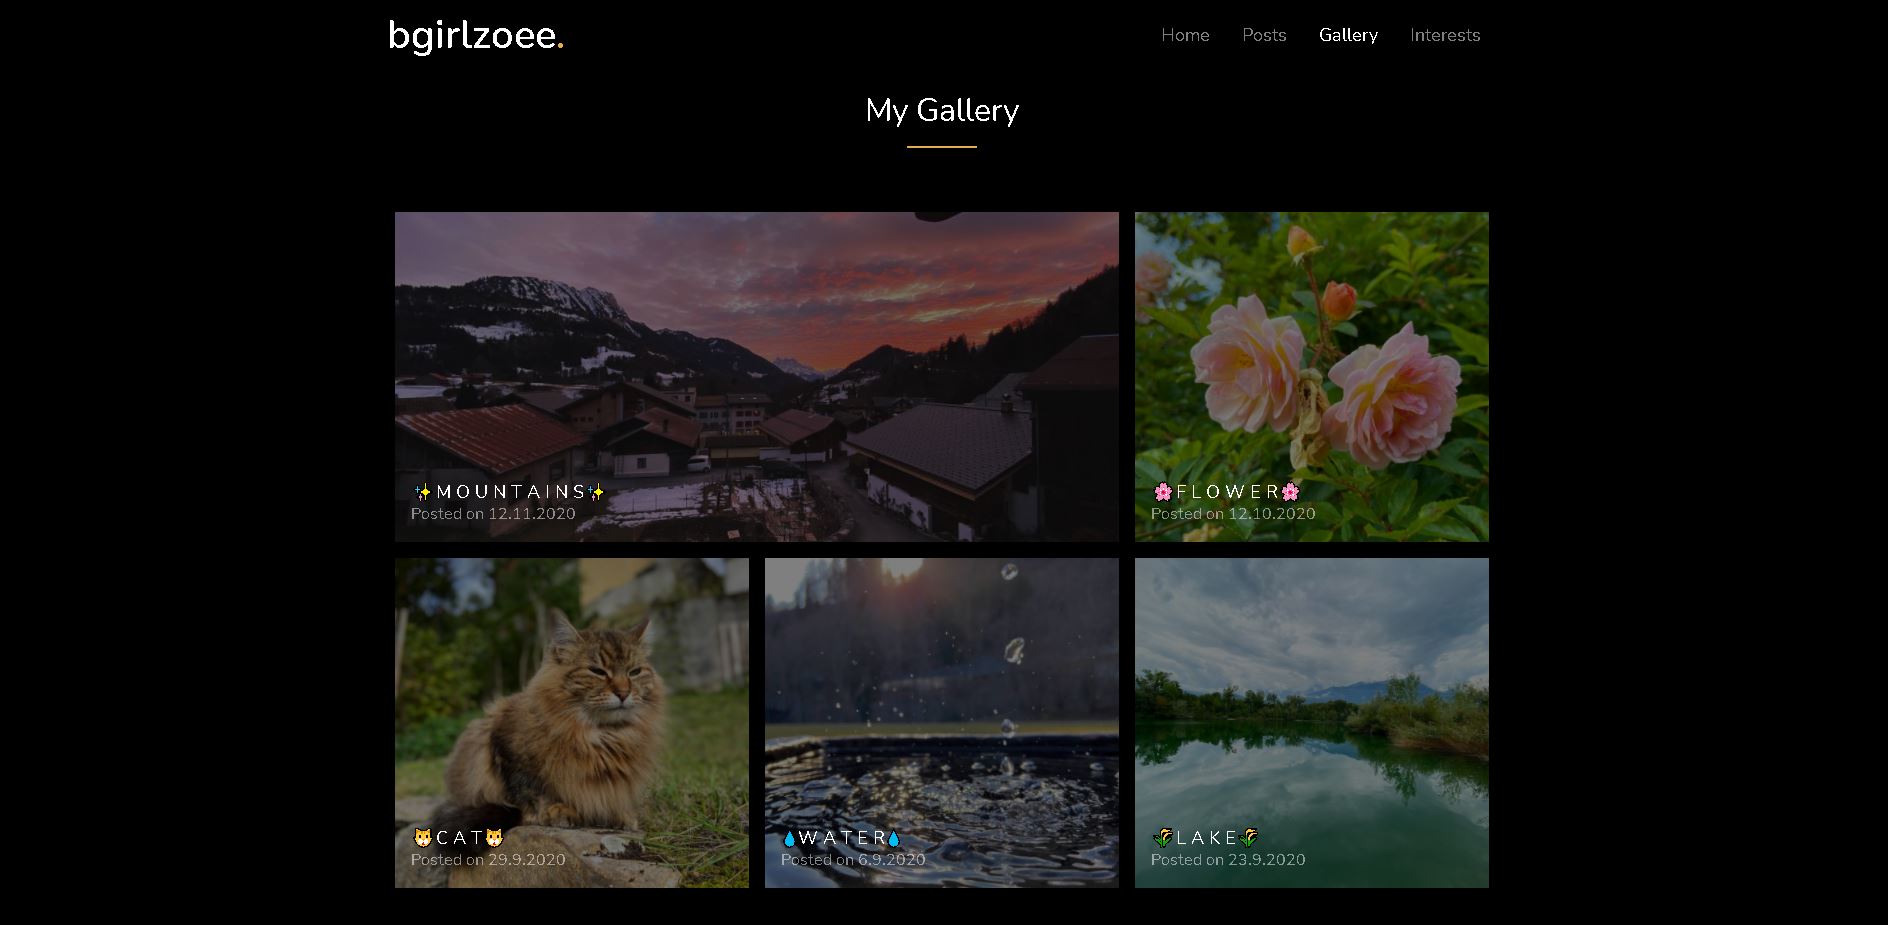 bgirlzoee.
Home Posts Gallery Interests
My Gallery
✨MOUNTAINS✨
Posted on 12.11.2020
🌸FLOWER🌸
Posted on 12.10.2020
🐱CAT🐱
Posted on 29.9.2020
💧WATER💧
Posted on 6.9.2020
🌾LAKE🌾
Posted on 23.9.2020